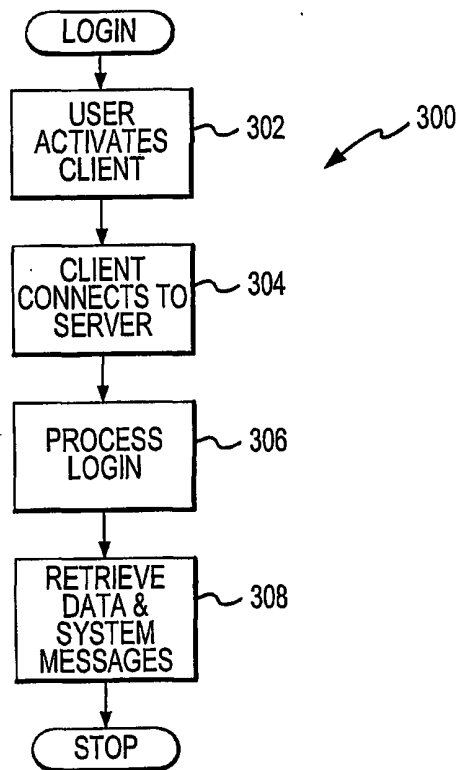 LOGIN
USER
ACTIVATES
CLIENT
302
300
CLIENT
CONNECTS TO
SERVER
304
PROCESS
LOGIN
306
RETRIEVE
DATA &
SYSTEM
MESSAGES
308
STOP